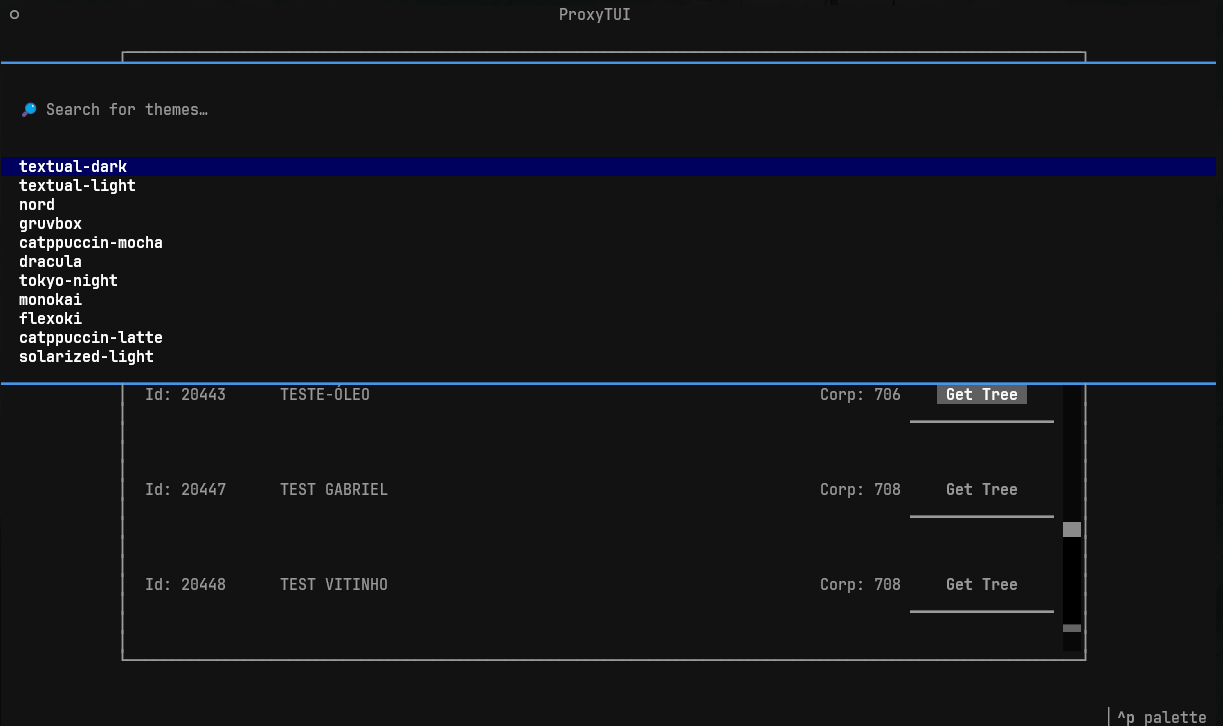 ProxyTUI
🔎 Search for themes…
textual-dark
textual-light
nord
gruvbox
catppuccin-mocha
dracula
tokyo-night
monokai
flexoki
catppuccin-latte
solarized-light
Id: 20443 TESTE-ÓLEO Corp: 706 Get Tree
Id: 20447 TEST GABRIEL Corp: 708 Get Tree
Id: 20448 TEST VITINHO Corp: 708 Get Tree
^p palette